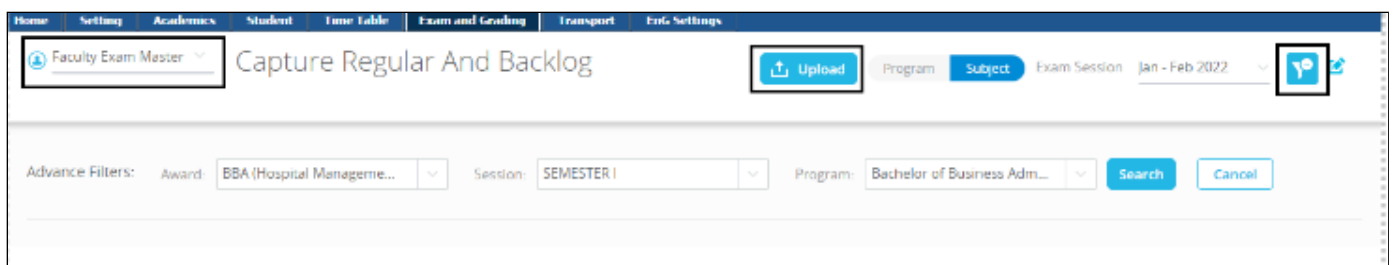 Home Setting Academics Student Time Table Exam and Grading Transport EnG Settings
Faculty Exam Master Capture Regular And Backlog Upload Program Subject Exam Session Jan - Feb 2022
Advance Filters: Award: BBA (Hospital Manageme... Session: SEMESTER I Program: Bachelor of Business Adm... Search Cancel